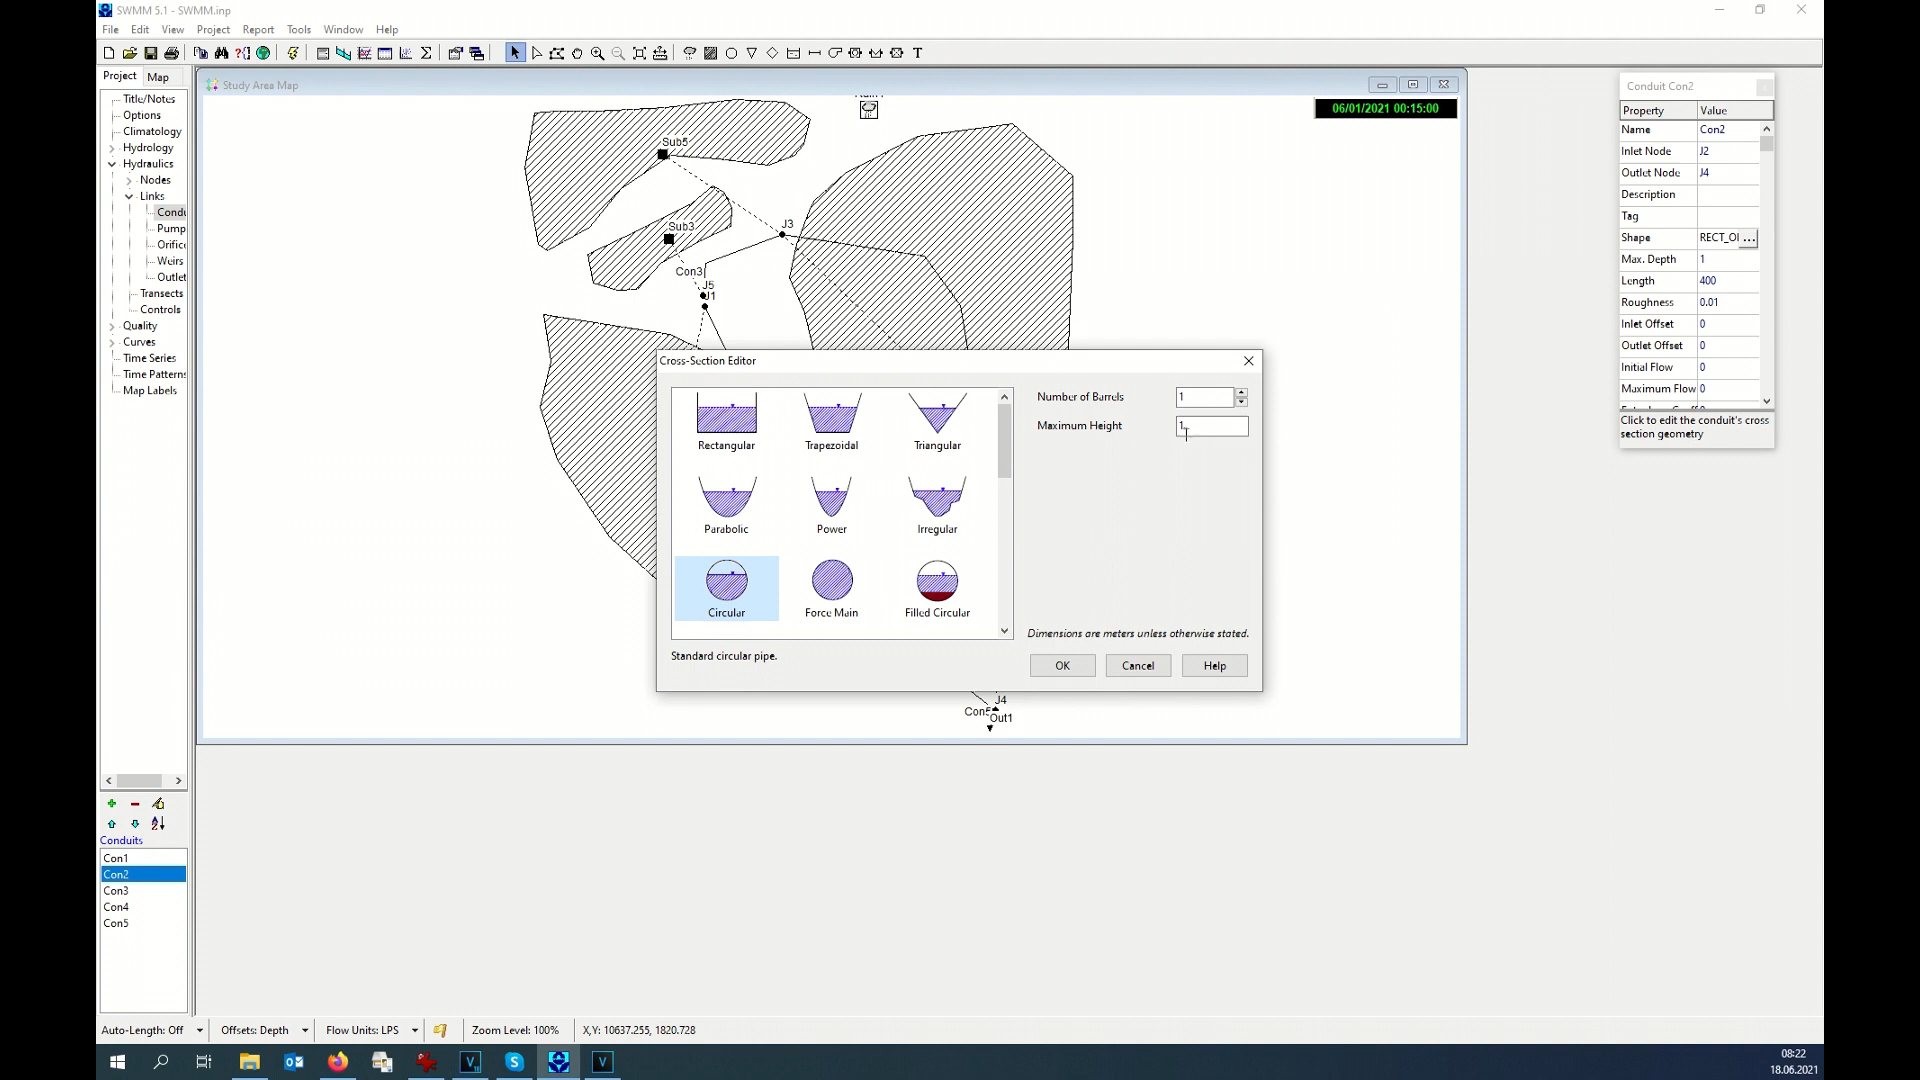 SWMM 5.1 - SWMM.inp
File Edit View Project Report Tools Window Help
T
Project Map
Title/Notes
Options
Climatology
Hydrology
Hydraulics
Nodes
Links
Condu
Pump
Orific
Weirs
Outlet
Transects
Controls
Quality
Curves
Time Series
Time Patterns
Map Labels
Conduits
Con1
Con2
Con3
Con4
Con5
Study Area Map
06/01/2021 00:15:00
Sub5
Sub3
J3
Con3
J5
J1
J4
Out1
Cross-Section Editor
Rectangular Trapezoidal Triangular
Parabolic Power Irregular
Circular Force Main Filled Circular
Standard circular pipe.
Number of Barrels 1
Maximum Height 1
Dimensions are meters unless otherwise stated.
OK Cancel Help
Conduit Con2
Property Value
Name Con2
Inlet Node J2
Outlet Node J4
Description
Tag
Shape RECT_OI ...
Max. Depth 1
Length 400
Roughness 0.01
Inlet Offset 0
Outlet Offset 0
Initial Flow 0
Maximum Flow 0
Click to edit the conduit's cross
section geometry
Auto-Length: Off Offsets: Depth Flow Units: LPS Zoom Level: 100% X,Y: 10637.255, 1820.728
08:22
18.06.2021